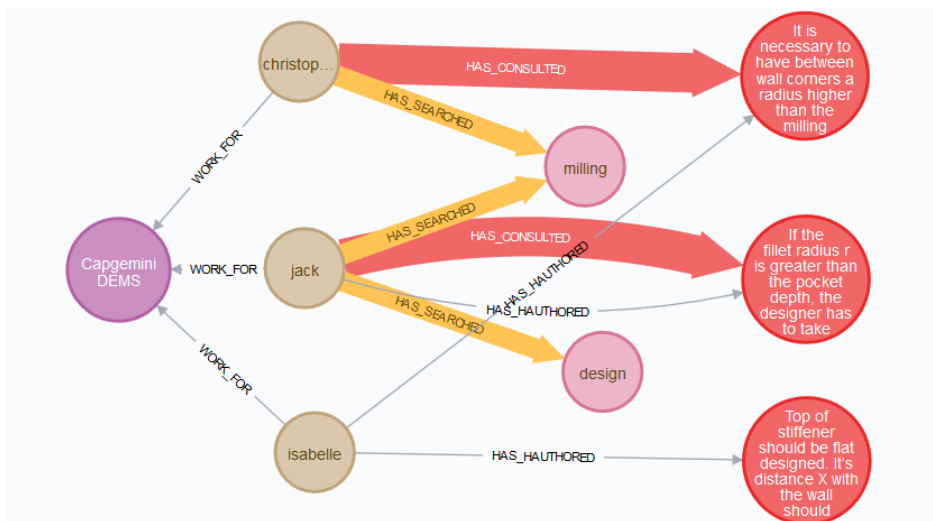 christop...
HAS_CONSULTED
It is
necessary to
have between
wall corners a
radius higher
than the
milling
HAS_SEARCHED
WORK_FOR
milling
HAS_SEARCHED
HAS_CONSULTED
Capgemini
DEMS
WORK_FOR
jack
HAS_HAUTHORED
HAS_HAUTHORED
If the
fillet radius r
is greater than
the pocket
depth, the
designer has
to take
HAS_SEARCHED
design
WORK_FOR
isabelle
HAS_HAUTHORED
Top of
stiffener
should be flat
designed. It's
distance X with
the wall
should